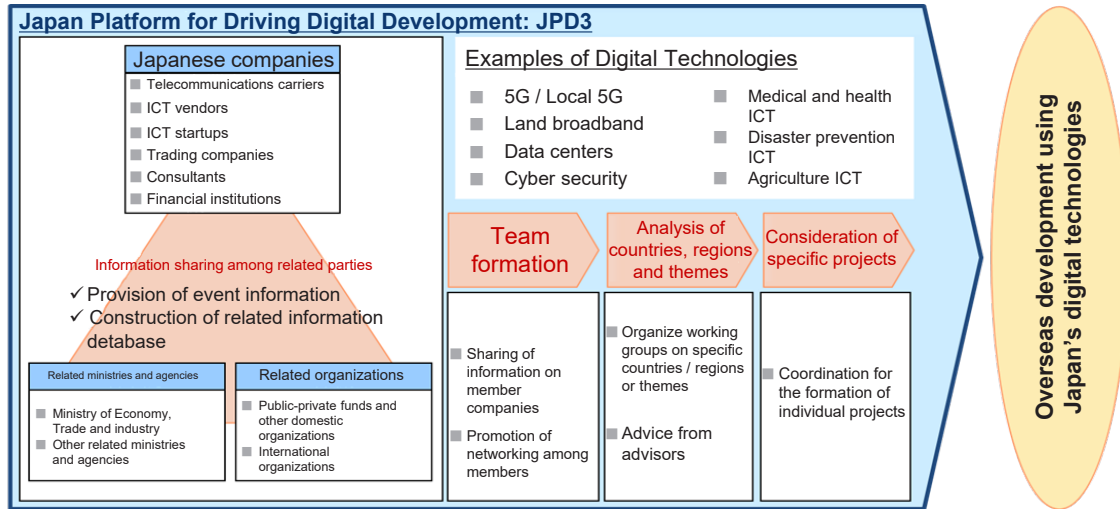 Japan Platform for Driving Digital Development: JPD3
Japanese companies
Telecommunications carriers
ICT vendors
ICT startups
Trading companies
Consultants
Financial institutions
Information sharing among related parties
✓ Provision of event information
✓ Construction of related information
detabase
Related ministries and agencies
Ministry of Economy,
Trade and industry
Other related ministries
and agencies
Related organizations
Public-private funds and
other domestic
organizations
International
organizations
Examples of Digital Technologies
5G / Local 5G
Land broadband
Data centers
Cyber security
Medical and health
ICT
Disaster prevention
ICT
Agriculture ICT
Team
formation
Sharing of
information on
member
companies
Promotion of
networking among
members
Analysis of
countries, regions
and themes
Organize working
groups on specific
countries / regions
or themes
Advice from
advisors
Consideration of
specific projects
Coordination for
the formation of
individual projects
Overseas development using
Japan's digital technologies